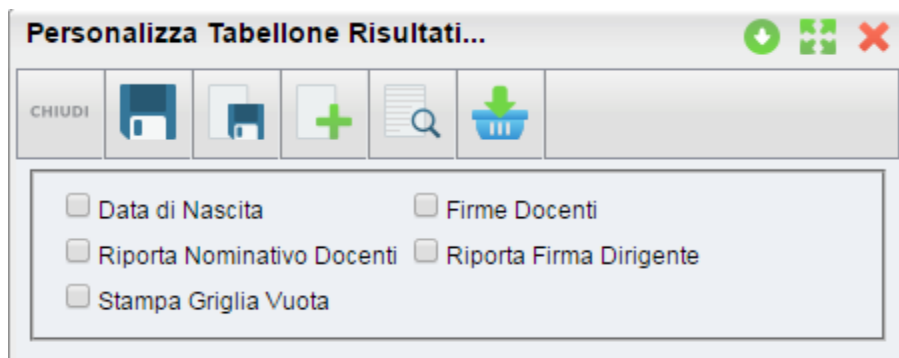 Personalizza Tabellone Risultati...
CHIUDI
Data di Nascita Firme Docenti
Riporta Nominativo Docenti Riporta Firma Dirigente
Stampa Griglia Vuota